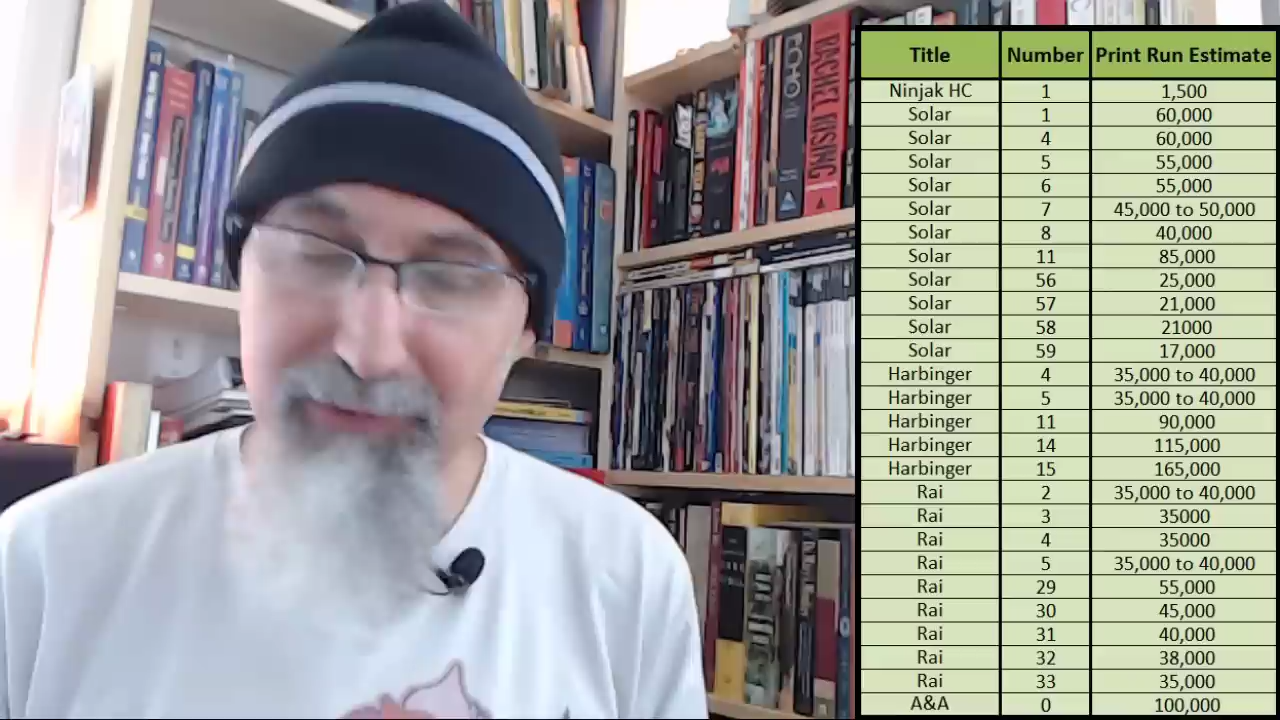 ECHO
RACHEL RISING
Title Number Print Run Estimate
Ninjak HC 1 1,500
Solar 1 60,000
Solar 4 60,000
Solar 5 55,000
Solar 6 55,000
Solar 7 45,000 to 50,000
Solar 8 40,000
Solar 11 85,000
Solar 56 25,000
Solar 57 21,000
Solar 58 21000
Solar 59 17,000
Harbinger 4 35,000 to 40,000
Harbinger 5 35,000 to 40,000
Harbinger 11 90,000
Harbinger 14 115,000
Harbinger 15 165,000
Rai 2 35,000 to 40,000
Rai 3 35000
Rai 4 35000
Rai 5 35,000 to 40,000
Rai 29 55,000
Rai 30 45,000
Rai 31 40,000
Rai 32 38,000
Rai 33 35,000
A&A 0 100,000